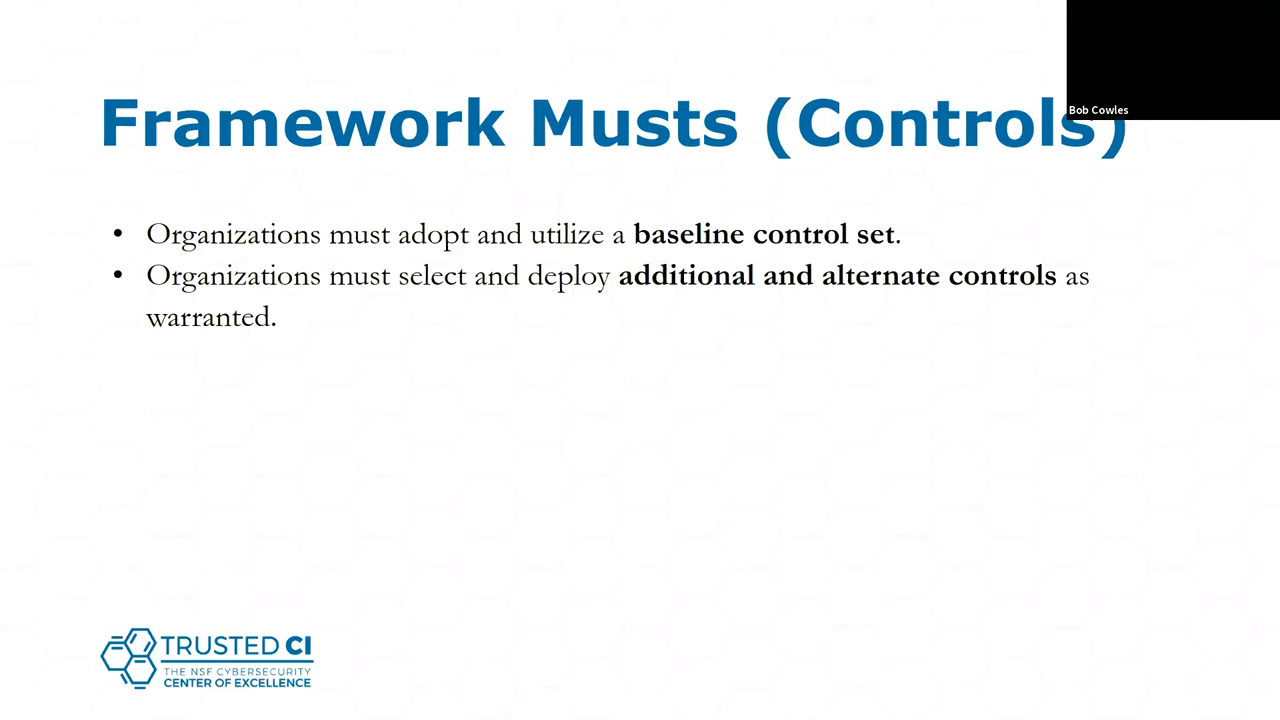 Bob Cowles
Framework Musts (Controls)
• Organizations must adopt and utilize a baseline control set.
• Organizations must select and deploy additional and alternate controls as
warranted.
TRUSTED CI
THE NSF CYBERSECURITY
CENTER OF EXCELLENCE